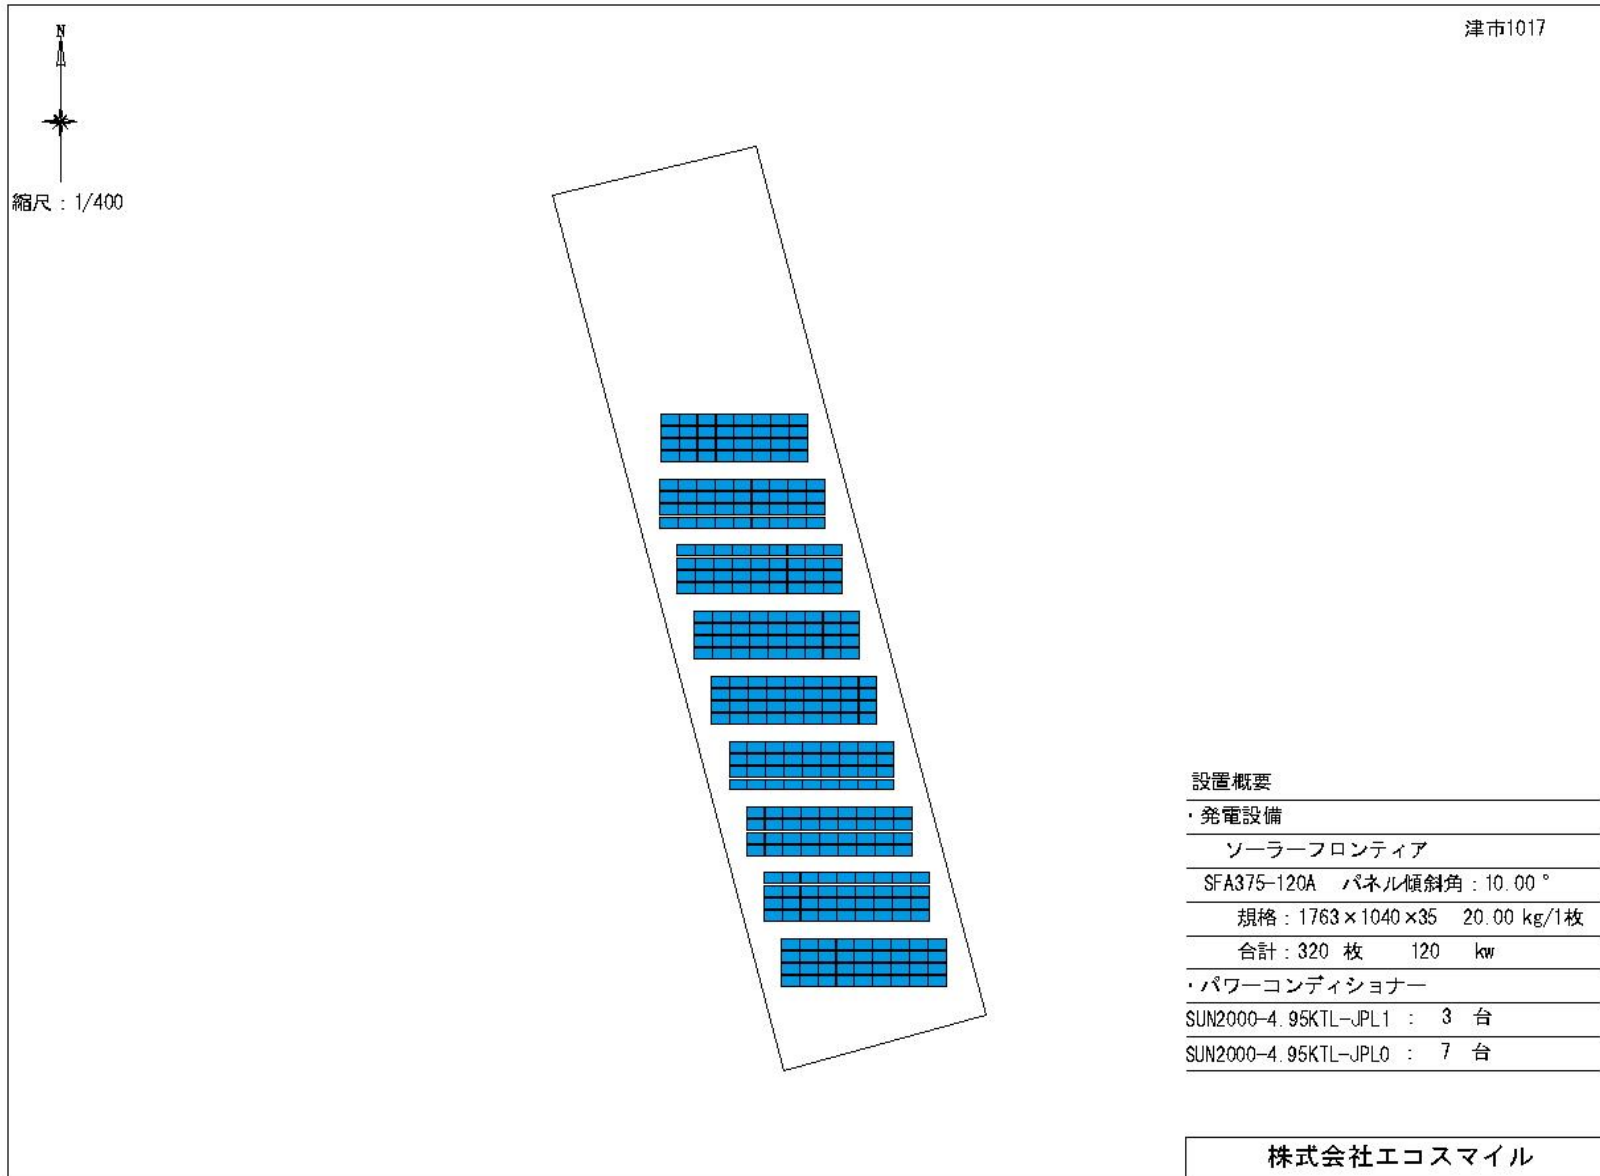 津市1017
N
縮尺：1/400
設置概要
・発電設備
ソーラーフロンティア
SFA375-120A パネル傾斜角：10.00°
規格：1763×1040×35 20.00 kg/1枚
合計：320 枚 120 kw
・パワーコンディショナー
SUN2000-4.95KTL-JPL1 ： 3 台
SUN2000-4.95KTL-JPL0 ： 7 台
株式会社エコスマイル